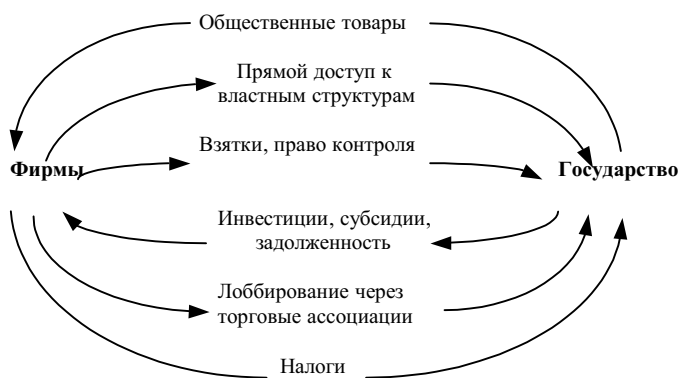 Общественные товары
Прямой доступ к
властным структурам
Взятки, право контроля
Фирмы
Государство
Инвестиции, субсидии,
задолженность
Лоббирование через
торговые ассоциации
Налоги